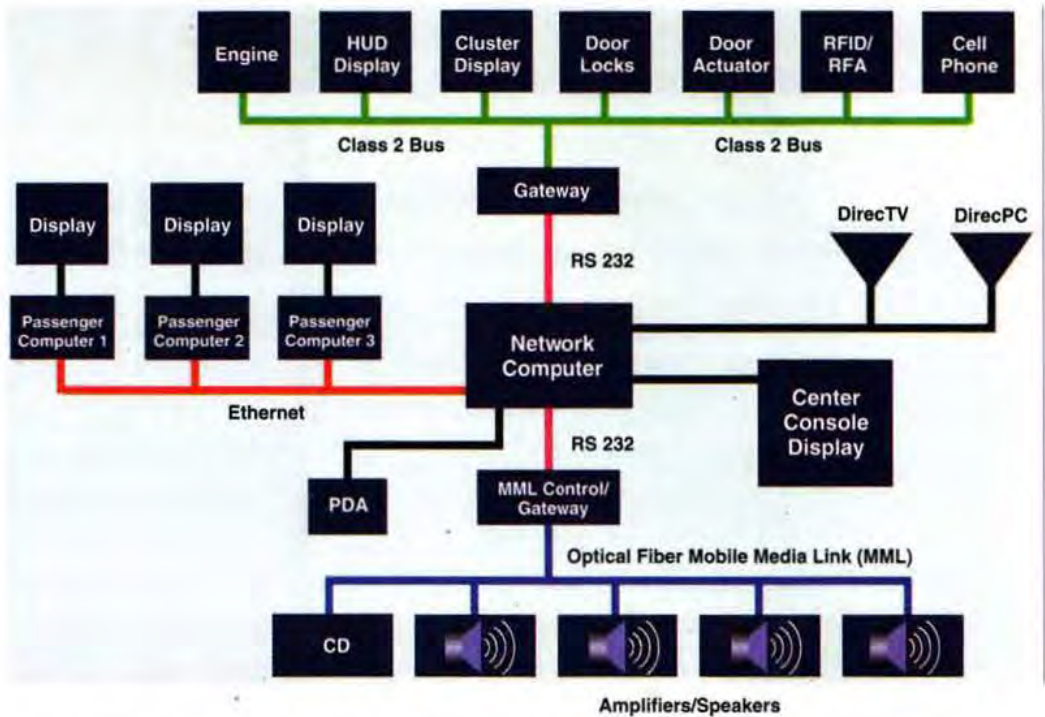 Engine
HUD
Display
Cluster
Display
Door
Locks
Door
Actuator
RFID/
RFA
Cell
Phone
Class 2 Bus
Class 2 Bus
Gateway
Display
Display
Display
DirecTV
DirecPC
RS 232
Passenger
Computer 1
Passenger
Computer 2
Passenger
Computer 3
Network
Computer
Ethernet
Center
Console
Display
RS 232
PDA
MML Control/
Gateway
Optical Fiber Mobile Media Link (MML)
CD
Amplifiers/Speakers